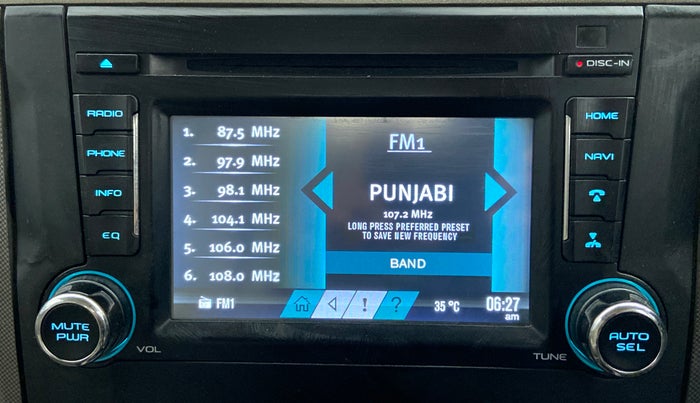 DISC-IN
RADIO
PHONE
INFO
EQ
HOME
NAVI
1. 87.5 MHz
2. 97.9 MHz
3. 98.1 MHz
4. 104.1 MHz
5. 106.0 MHz
6. 108.0 MHz
FM1
PUNJABI
107.2 MHz
LONG PRESS PREFERRED PRESET
TO SAVE NEW FREQUENCY
BAND
FM1
! ?
35 °C
06:27
am
MUTE
PWR
VOL
TUNE
AUTO
SEL